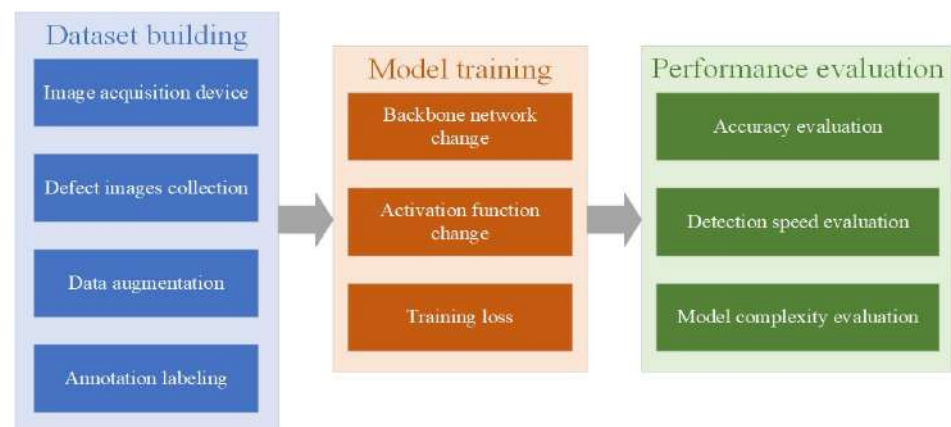 Dataset building
Image acquisition device
Defect images collection
Data augmentation
Annotation labeling
Model training
Backbone network
change
Activation function
change
Training loss
Performance evaluation
Accuracy evaluation
Detection speed evaluation
Model complexity evaluation